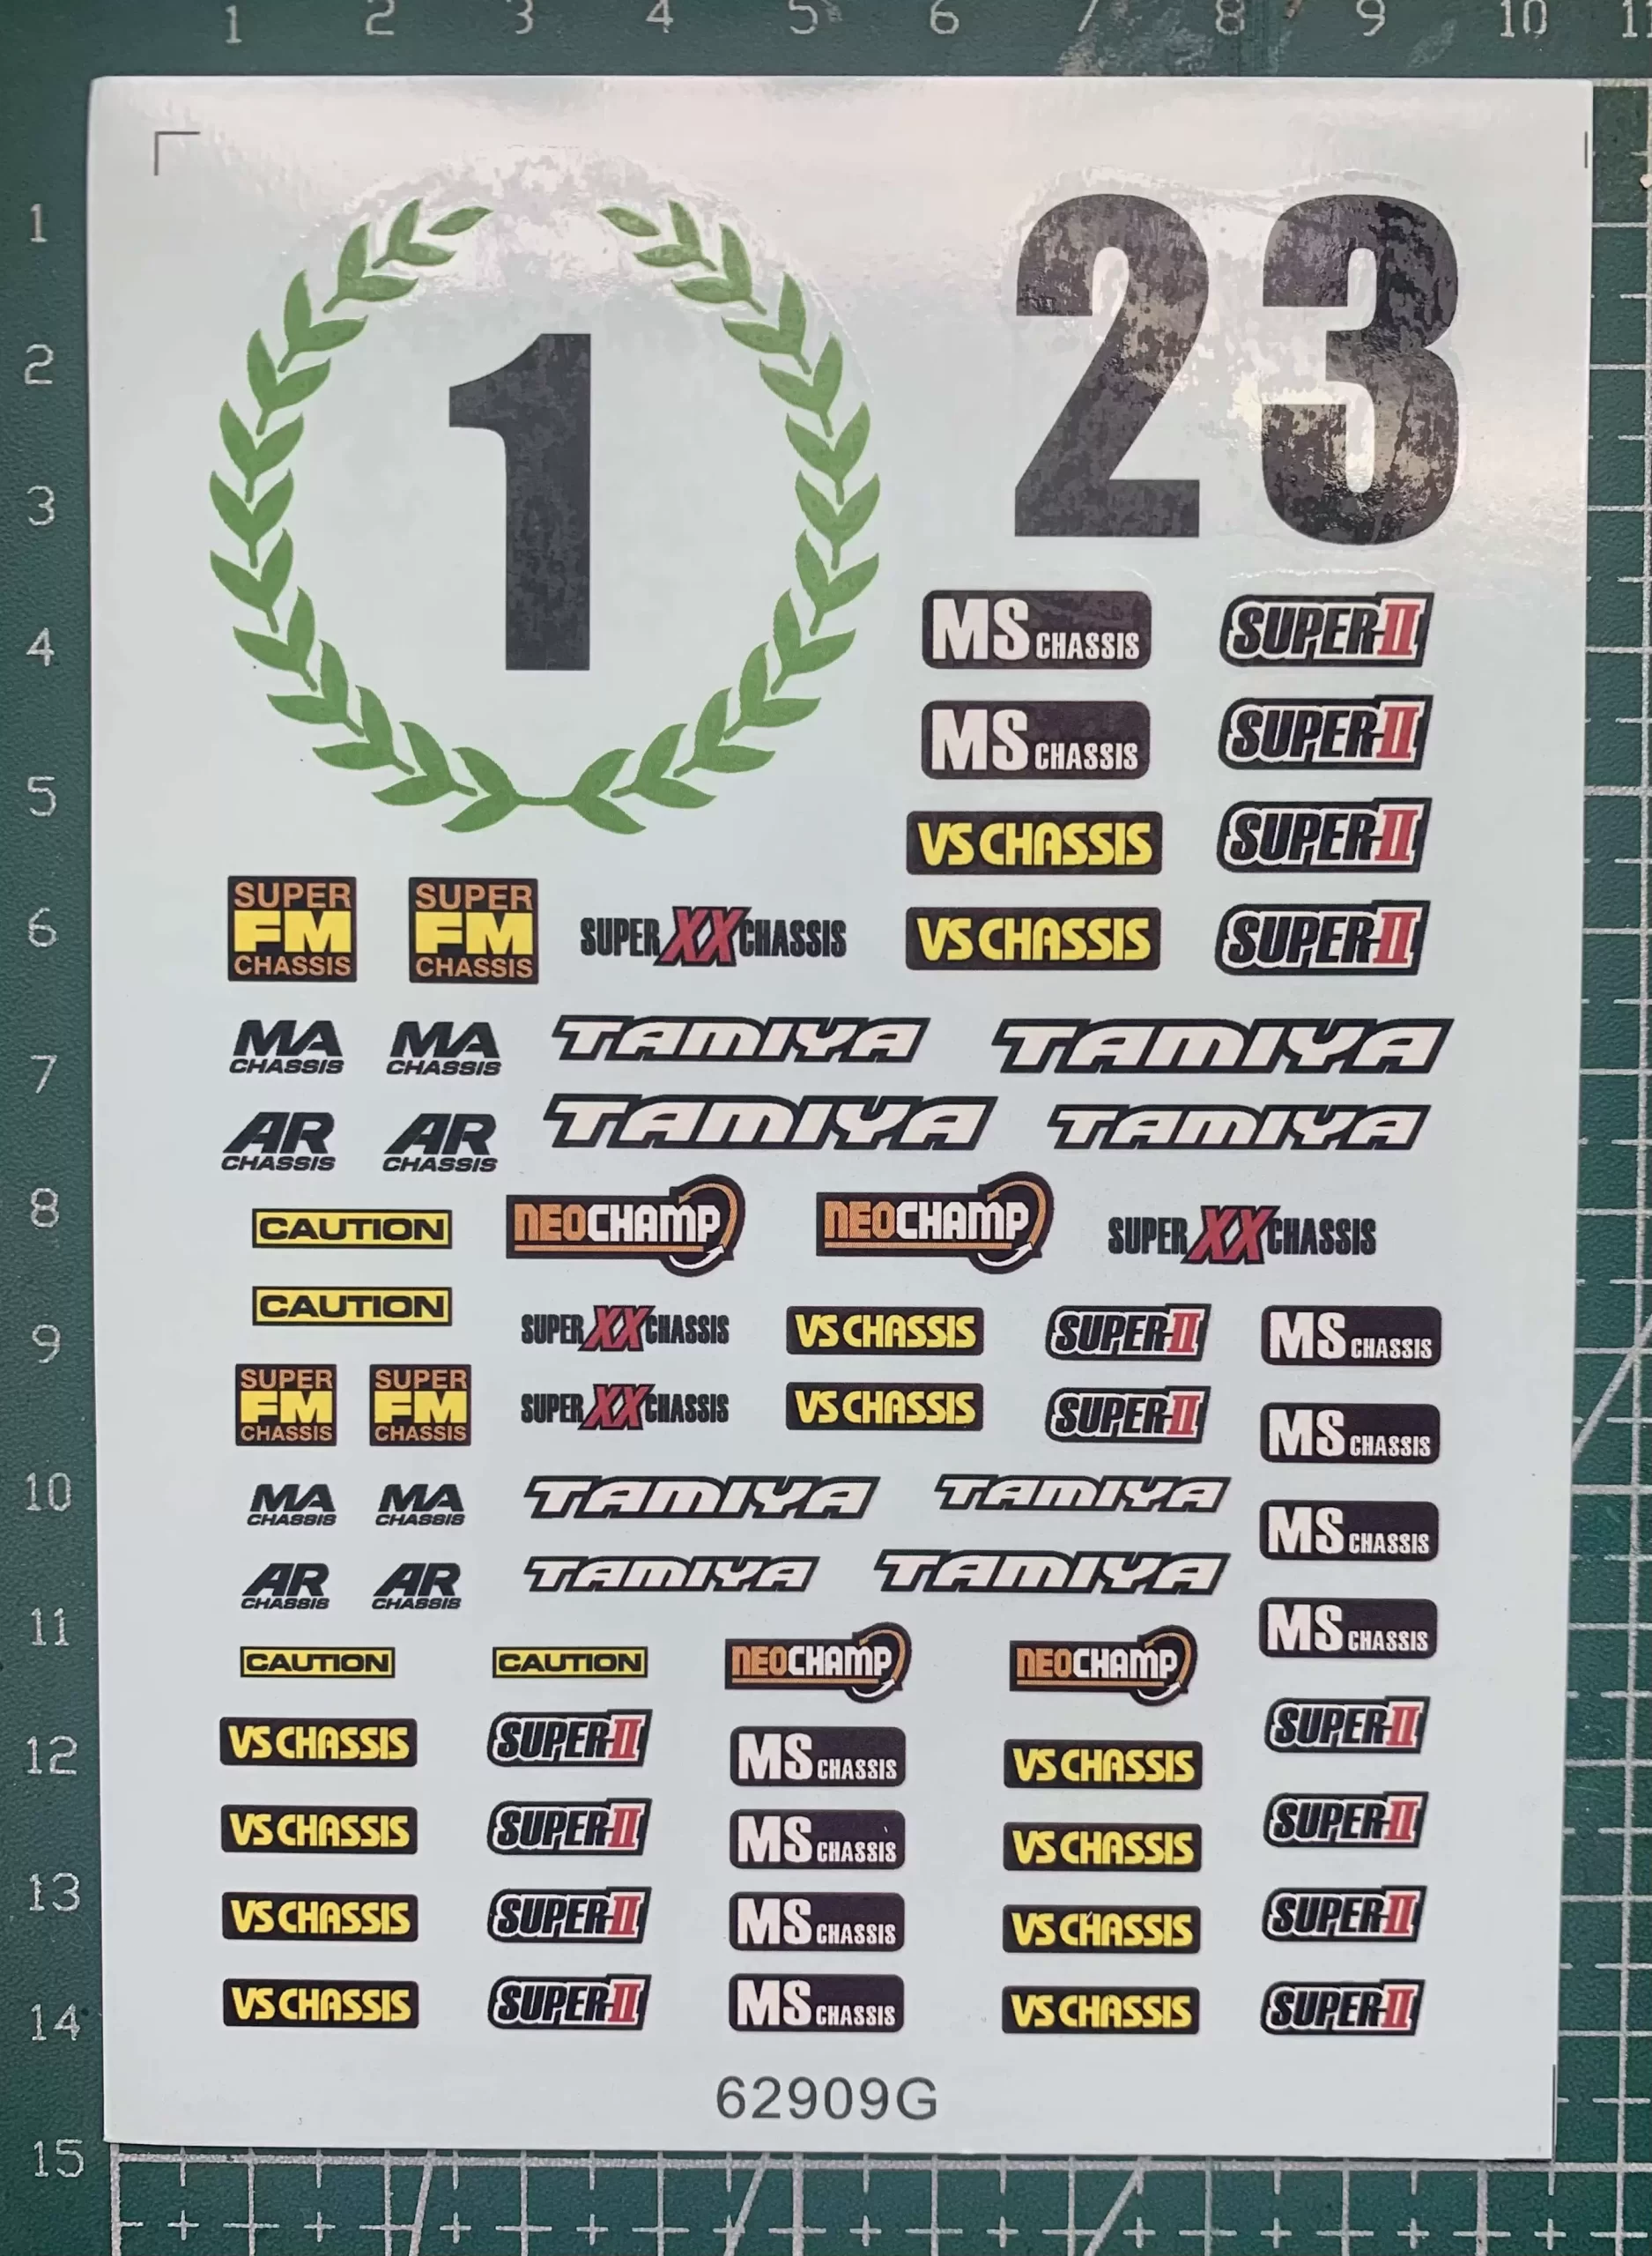 1 2 3 4 5 6 7 8 9 10
1
2
3
4
5
6
7
8
9
10
11
12
13
14
15
1
2 3
MS CHASSIS
SUPER II
MS CHASSIS
SUPER II
VS CHASSIS
SUPER II
SUPER
FM
CHASSIS
SUPER
FM
CHASSIS
SUPER XX CHASSIS
VS CHASSIS
SUPER II
MA
CHASSIS
MA
CHASSIS
TAMIYA
TAMIYA
AR
CHASSIS
AR
CHASSIS
TAMIYA
TAMIYA
CAUTION
NEOCHAMP
NEOCHAMP
SUPER XX CHASSIS
CAUTION
SUPER XX CHASSIS
VS CHASSIS
SUPER II
MS CHASSIS
SUPER
FM
CHASSIS
SUPER
FM
CHASSIS
SUPER XX CHASSIS
VS CHASSIS
SUPER II
MS CHASSIS
MA
CHASSIS
MA
CHASSIS
TAMIYA
TAMIYA
MS CHASSIS
AR
CHASSIS
AR
CHASSIS
TAMIYA
TAMIYA
MS CHASSIS
CAUTION
CAUTION
NEOCHAMP
NEOCHAMP
VS CHASSIS
SUPER II
MS CHASSIS
VS CHASSIS
SUPER II
VS CHASSIS
SUPER II
MS CHASSIS
VS CHASSIS
SUPER II
VS CHASSIS
SUPER II
MS CHASSIS
VS CHASSIS
SUPER II
VS CHASSIS
SUPER II
MS CHASSIS
VS CHASSIS
SUPER II
62909G